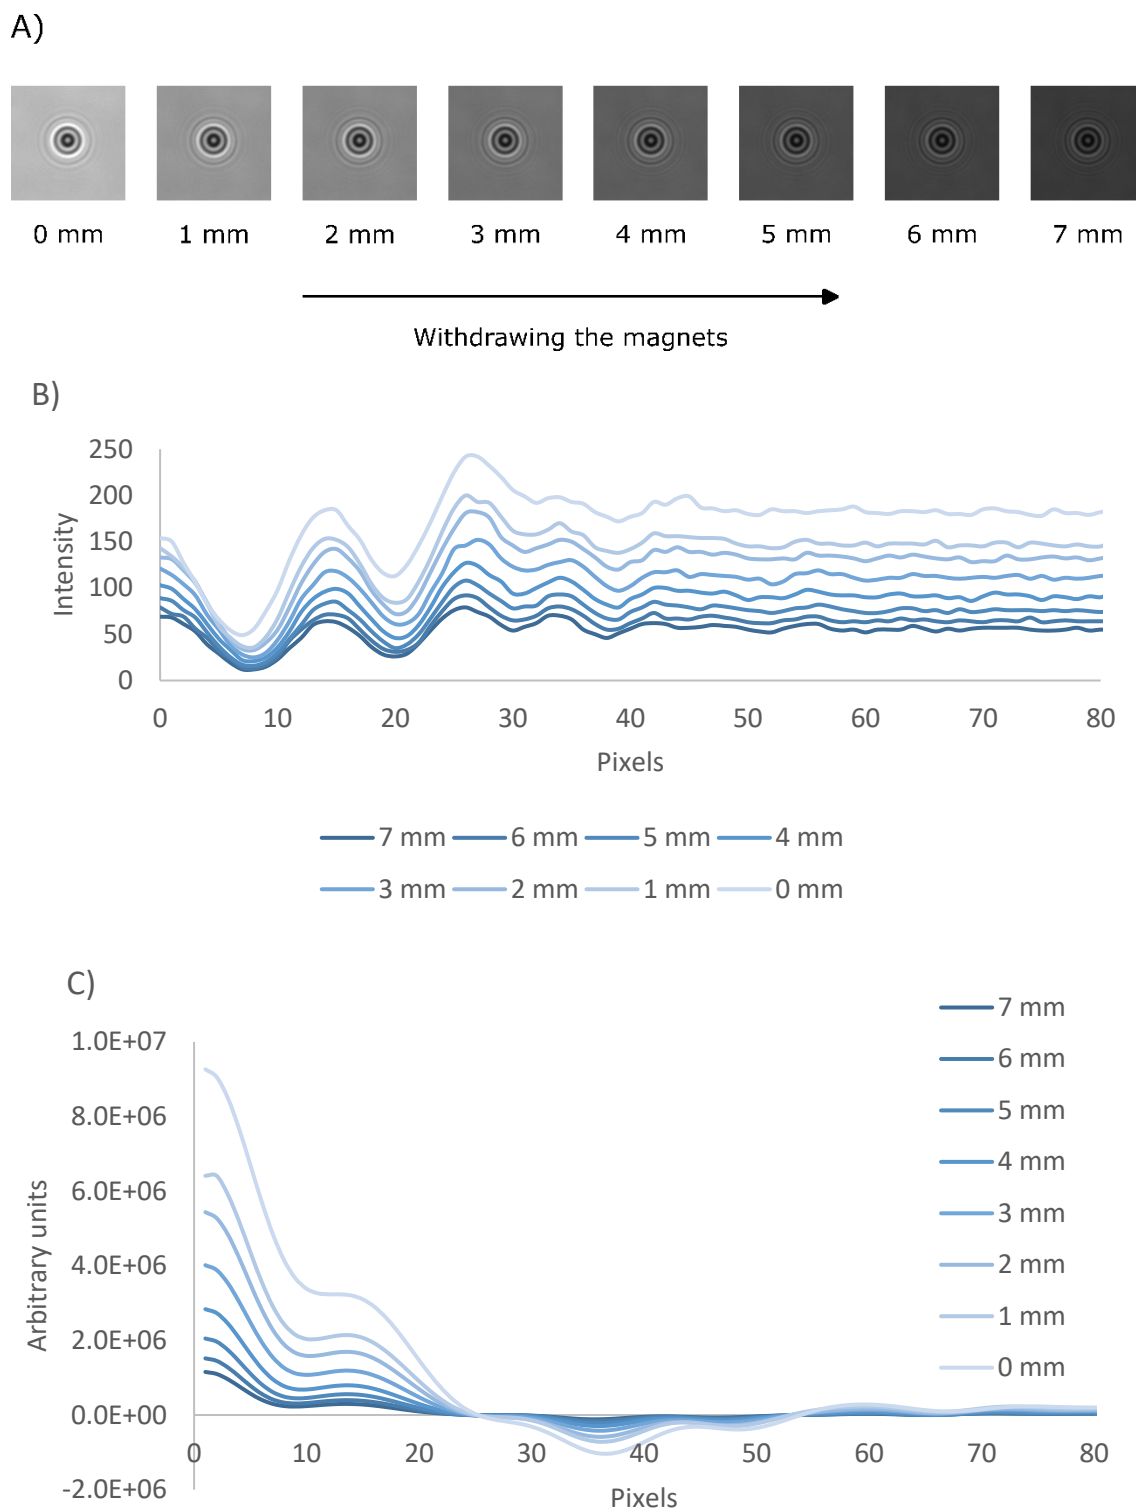 A)
0 mm 1 mm 2 mm 3 mm 4 mm 5 mm 6 mm 7 mm
Withdrawing the magnets
B)
250
200
150
100
50
0
Intensity
0 10 20 30 40 50 60 70 80
Pixels
7 mm 6 mm 5 mm 4 mm
3 mm 2 mm 1 mm 0 mm
C)
1.0E+07
8.0E+06
6.0E+06
4.0E+06
2.0E+06
0.0E+00
-2.0E+06
Arbitrary units
7 mm
6 mm
5 mm
4 mm
3 mm
2 mm
1 mm
0 mm
0 10 20 30 40 50 60 70 80
Pixels